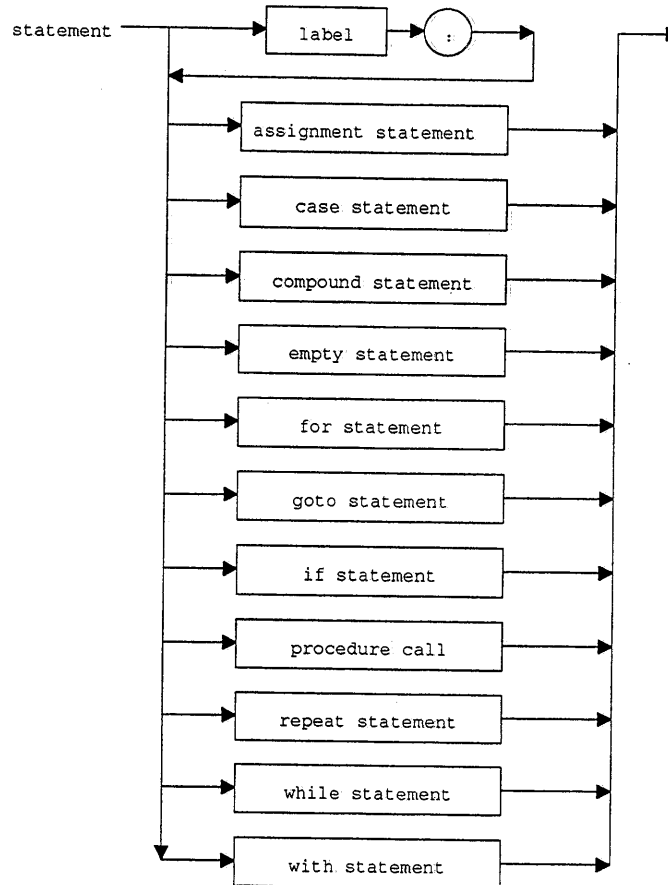 statement
label
:
assignment statement
case statement
compound statement
empty statement
for statement
goto statement
if statement
procedure call
repeat statement
while statement
with statement